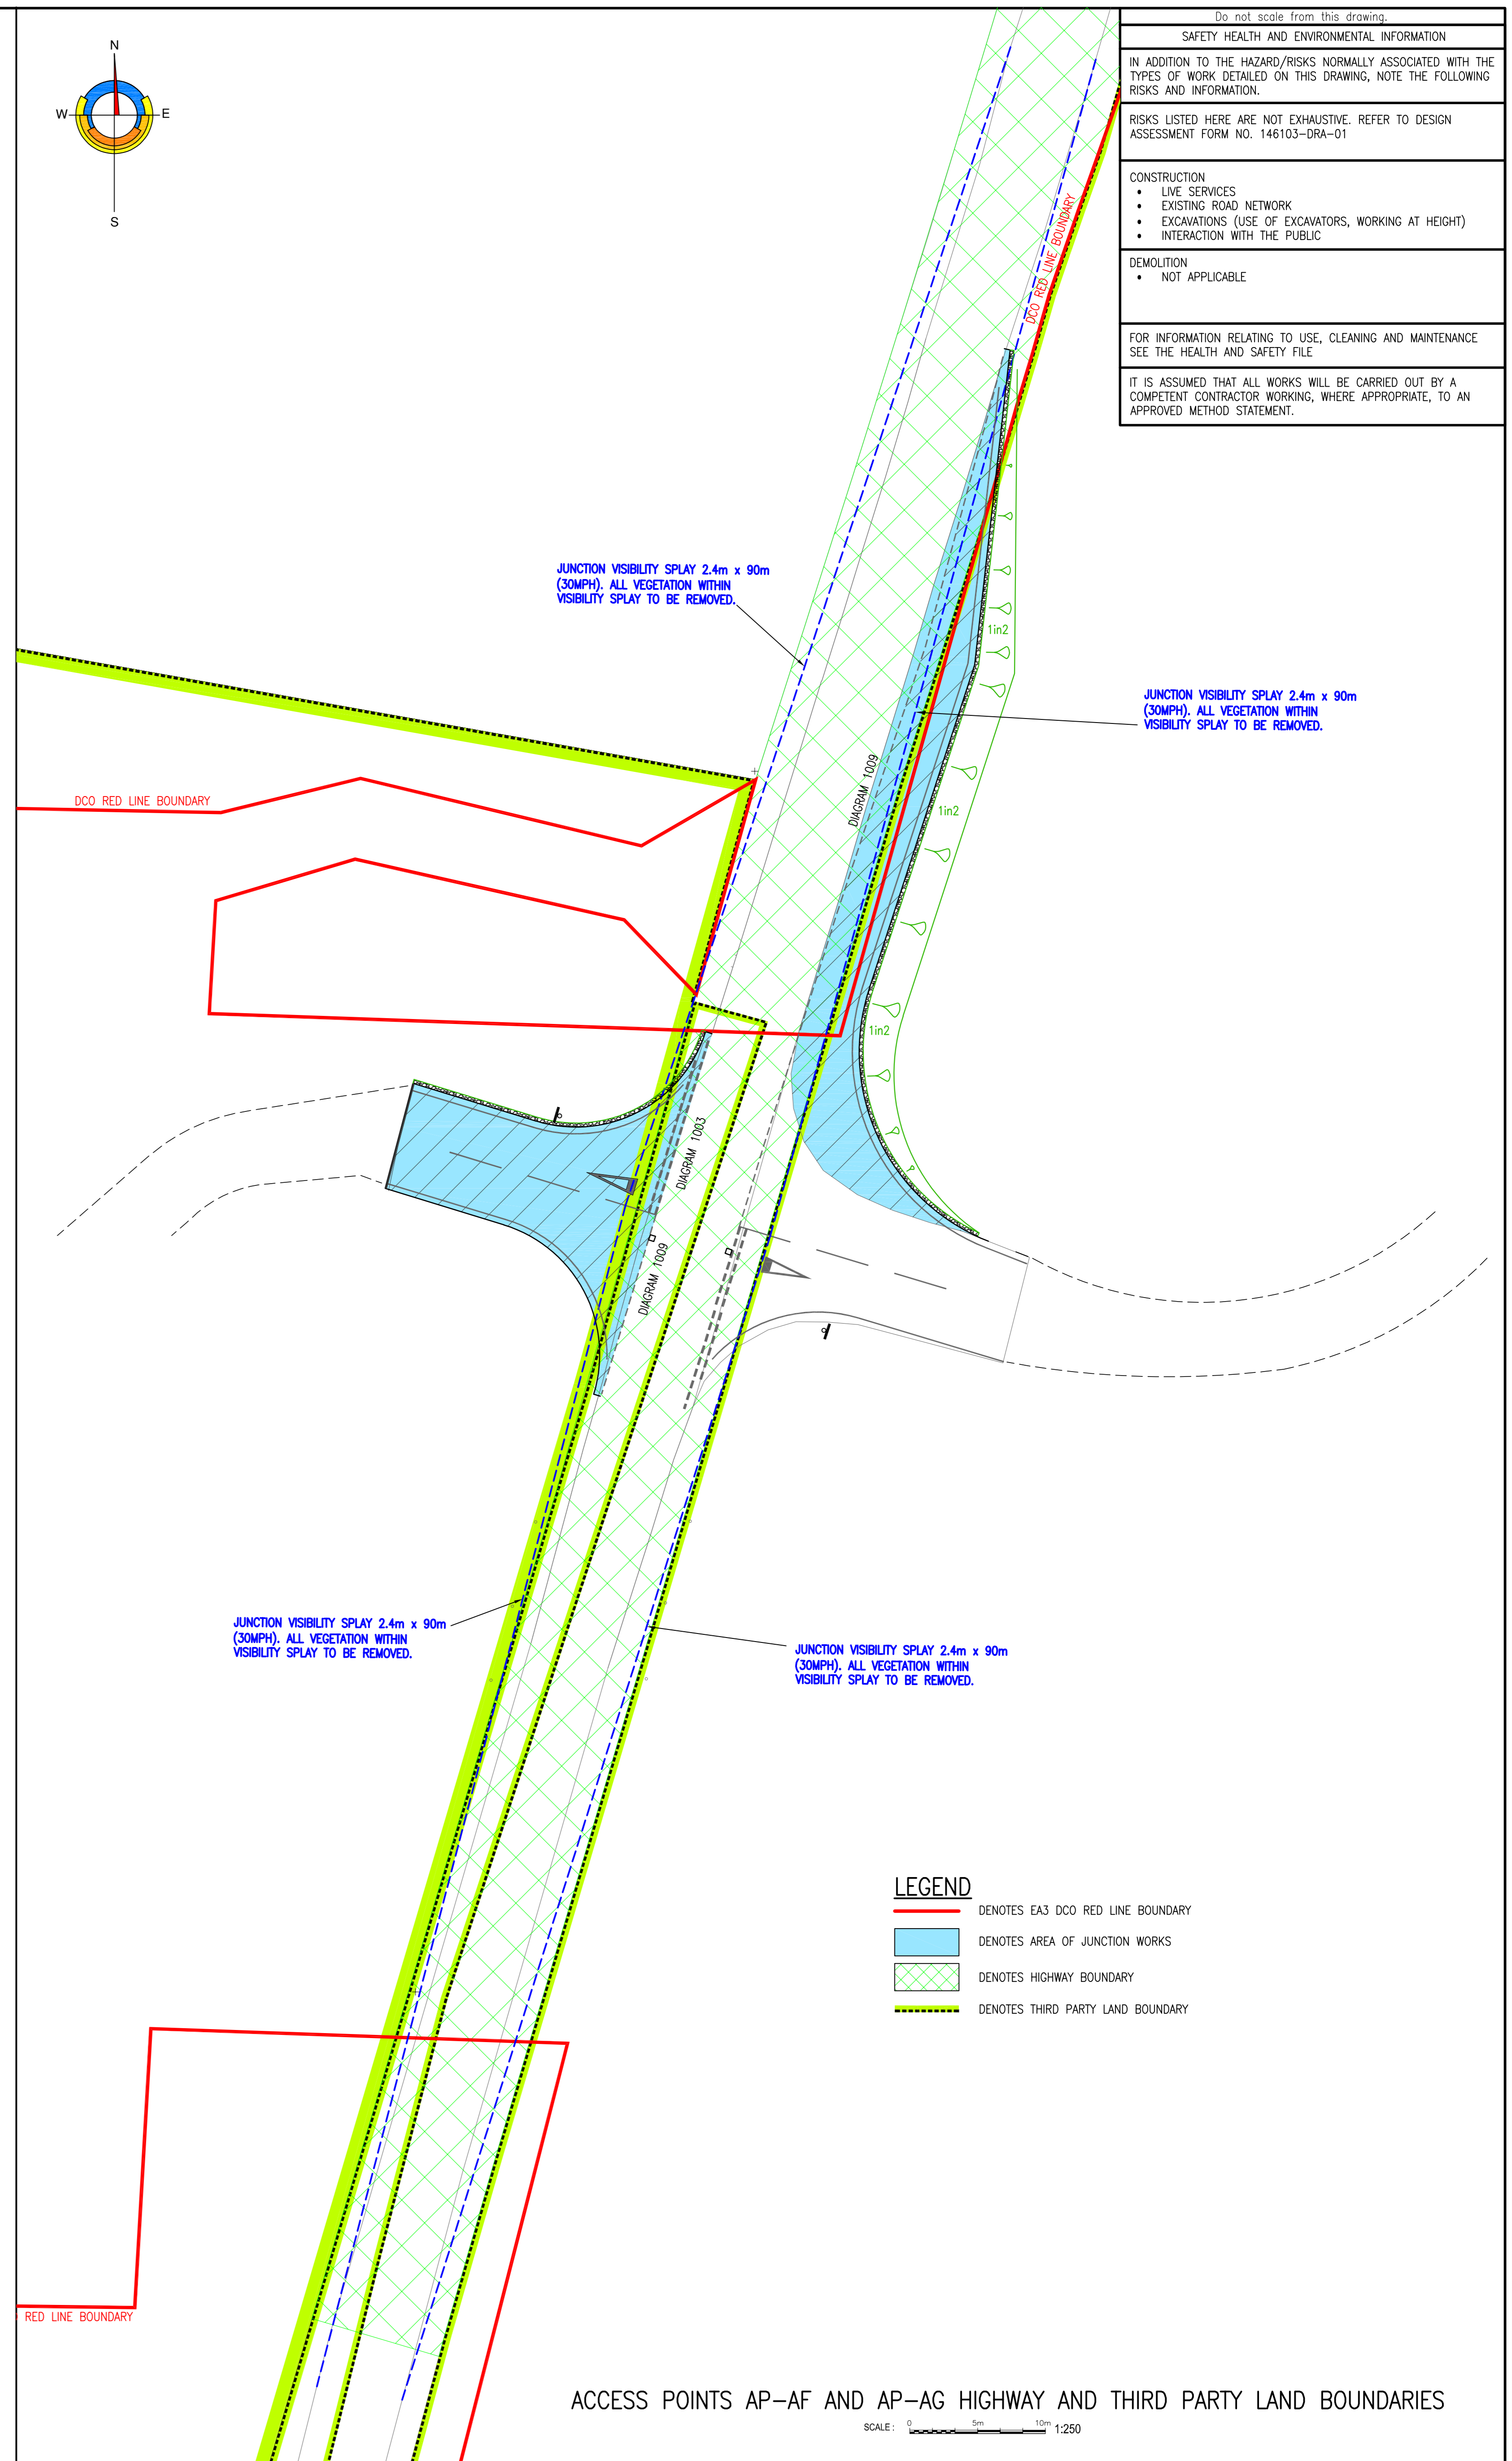 Do not scale from this drawing.
SAFETY HEALTH AND ENVIRONMENTAL INFORMATION
IN ADDITION TO THE HAZARD/RISKS NORMALLY ASSOCIATED WITH THE
TYPES OF WORK DETAILED ON THIS DRAWING, NOTE THE FOLLOWING
RISKS AND INFORMATION.
RISKS LISTED HERE ARE NOT EXHAUSTIVE. REFER TO DESIGN
ASSESSMENT FORM NO. 146103-DRA-01
CONSTRUCTION
• LIVE SERVICES
• EXISTING ROAD NETWORK
• EXCAVATIONS (USE OF EXCAVATORS, WORKING AT HEIGHT)
• INTERACTION WITH THE PUBLIC
DEMOLITION
• NOT APPLICABLE
FOR INFORMATION RELATING TO USE, CLEANING AND MAINTENANCE
SEE THE HEALTH AND SAFETY FILE
IT IS ASSUMED THAT ALL WORKS WILL BE CARRIED OUT BY A
COMPETENT CONTRACTOR WORKING, WHERE APPROPRIATE, TO AN
APPROVED METHOD STATEMENT.
N
W
E
S
DCO RED LINE BOUNDARY
JUNCTION VISIBILITY SPLAY 2.4m x 90m
(30MPH). ALL VEGETATION WITHIN
VISIBILITY SPLAY TO BE REMOVED.
1in2
JUNCTION VISIBILITY SPLAY 2.4m x 90m
(30MPH). ALL VEGETATION WITHIN
VISIBILITY SPLAY TO BE REMOVED.
DIAGRAM 1009
DCO RED LINE BOUNDARY
1in2
1in2
DIAGRAM 1003
DIAGRAM 1009
JUNCTION VISIBILITY SPLAY 2.4m x 90m
(30MPH). ALL VEGETATION WITHIN
VISIBILITY SPLAY TO BE REMOVED.
JUNCTION VISIBILITY SPLAY 2.4m x 90m
(30MPH). ALL VEGETATION WITHIN
VISIBILITY SPLAY TO BE REMOVED.
LEGEND
DENOTES EA3 DCO RED LINE BOUNDARY
DENOTES AREA OF JUNCTION WORKS
DENOTES HIGHWAY BOUNDARY
DENOTES THIRD PARTY LAND BOUNDARY
RED LINE BOUNDARY
ACCESS POINTS AP-AF AND AP-AG HIGHWAY AND THIRD PARTY LAND BOUNDARIES
SCALE : 0 5m 10m 1:250